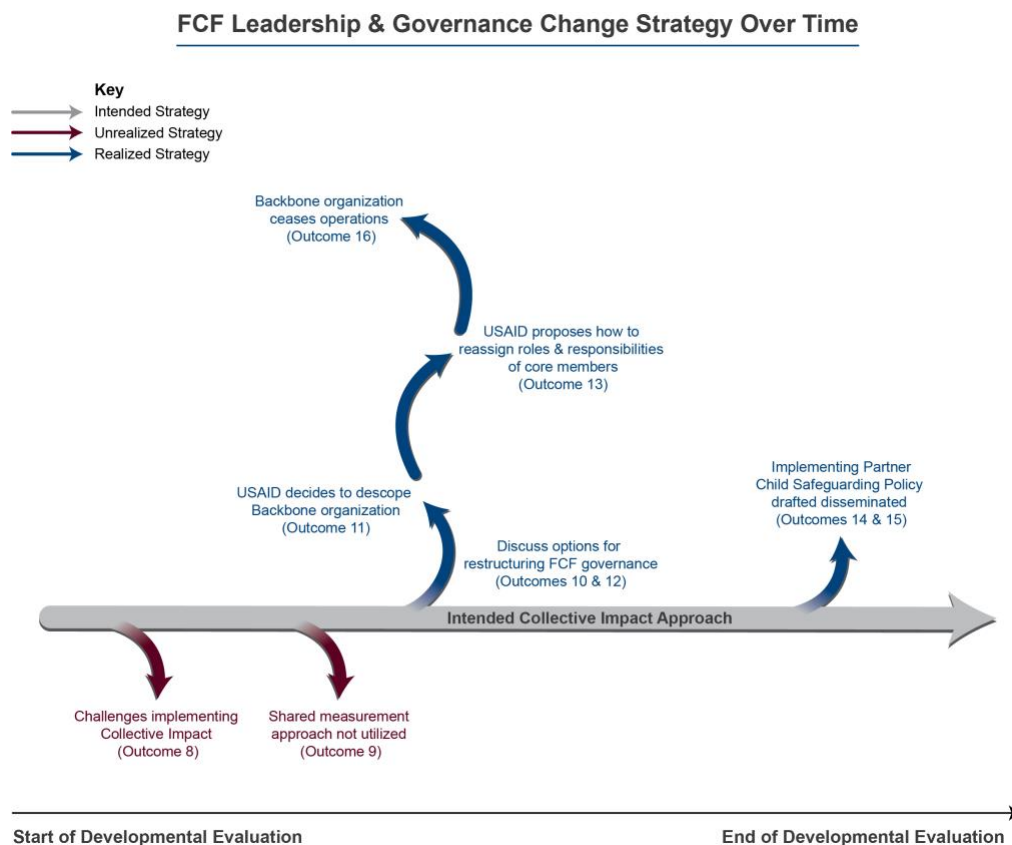 FCF Leadership & Governance Change Strategy Over Time
Key
Intended Strategy
Unrealized Strategy
Realized Strategy
Backbone organization
ceases operations
(Outcome 16)
USAID proposes how to
reassign roles & responsibilities
of core members
(Outcome 13)
USAID decides to descope
Backbone organization
(Outcome 11)
Discuss options for
restructuring FCF governance
(Outcomes 10 & 12)
Implementing Partner
Child Safeguarding Policy
drafted disseminated
(Outcomes 14 & 15)
Intended Collective Impact Approach
Challenges implementing
Collective Impact
(Outcome 8)
Shared measurement
approach not utilized
(Outcome 9)
Start of Developmental Evaluation
End of Developmental Evaluation